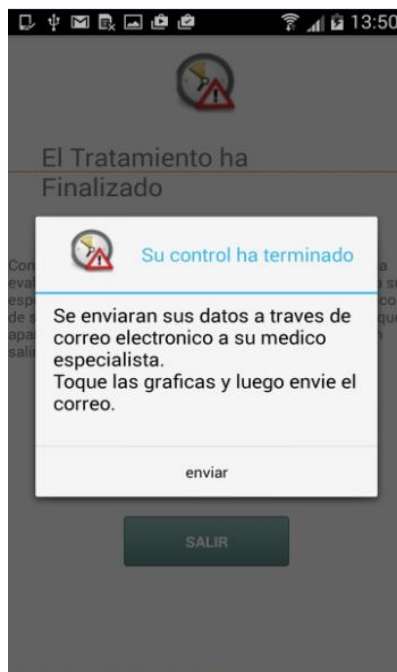 13:50
El Tratamiento ha
Finalizado
Su control ha terminado
Se enviaran sus datos a traves de
correo electronico a su medico
especialista.
Toque las graficas y luego envie el
correo.
enviar
SALIR